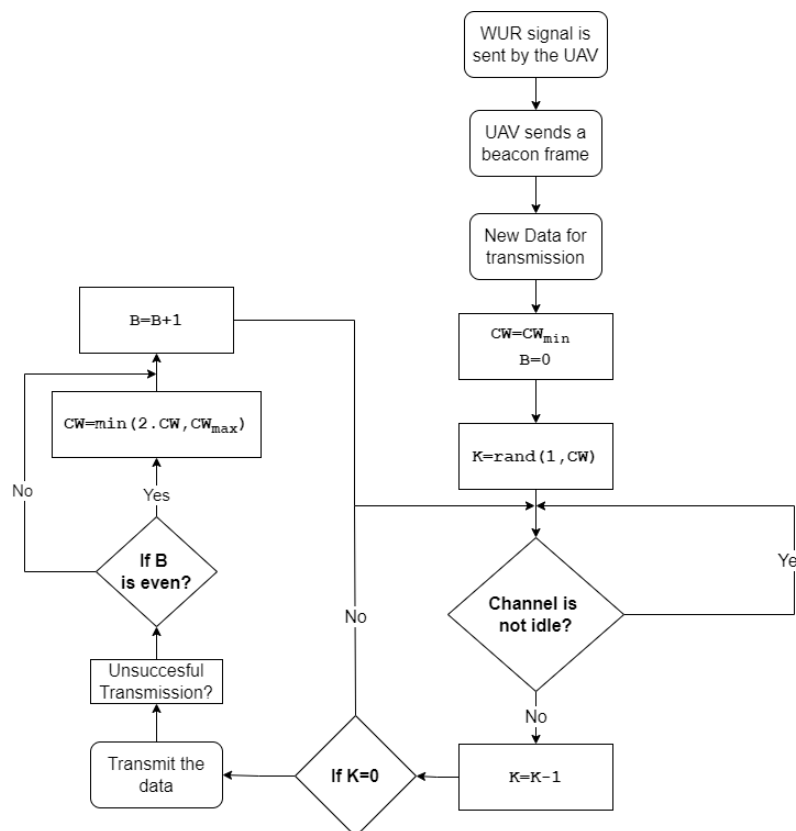 WUR signal is
sent by the UAV
UAV sends a
beacon frame
New Data for
transmission
CW=CWmin
B=0
K=rand(1,CW)
Channel is
not idle?
Ye
No
K=K-1
If K=0
No
Transmit the
data
Unsuccesful
Transmission?
If B
is even?
Yes
No
CW=min(2.CW,CWmax)
B=B+1